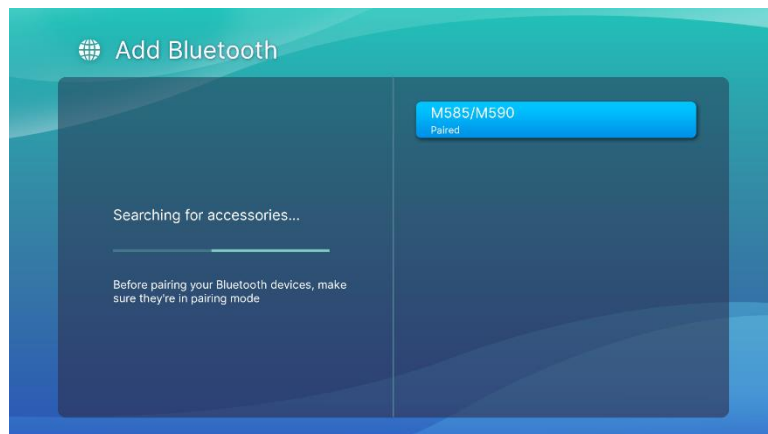 Add Bluetooth
M585/M590
Paired
Searching for accessories...
Before pairing your Bluetooth devices, make
sure they're in pairing mode